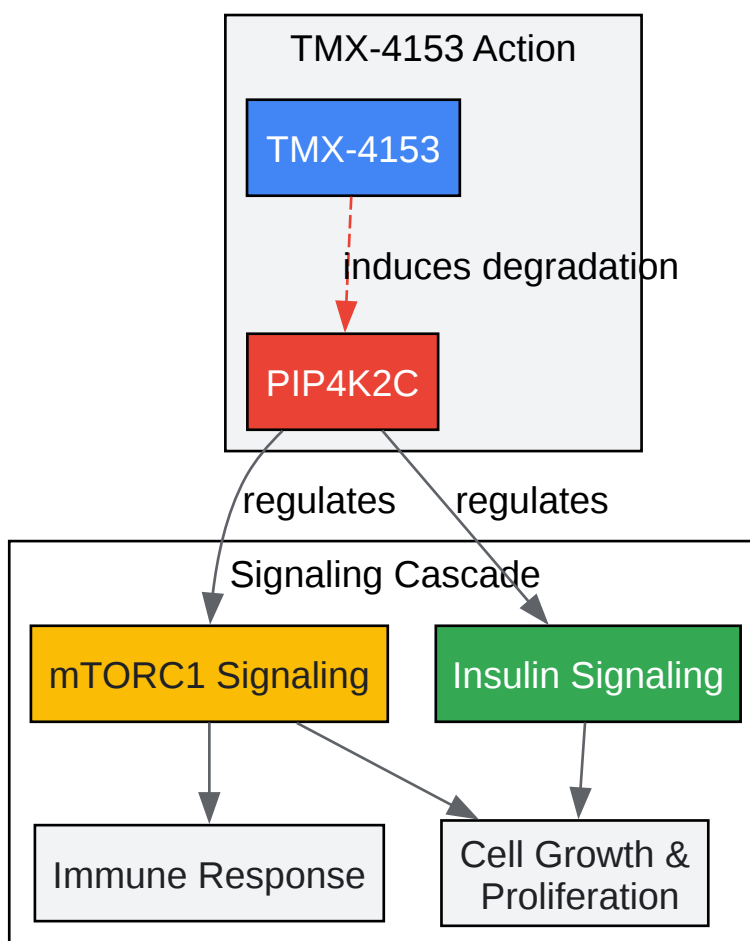 TMX-4153 Action
TMX-4153
induces degradation
PIP4K2C
regulates
regulates
Signaling Cascade
mTORC1 Signaling
Insulin Signaling
Immune Response
Cell Growth &
Proliferation